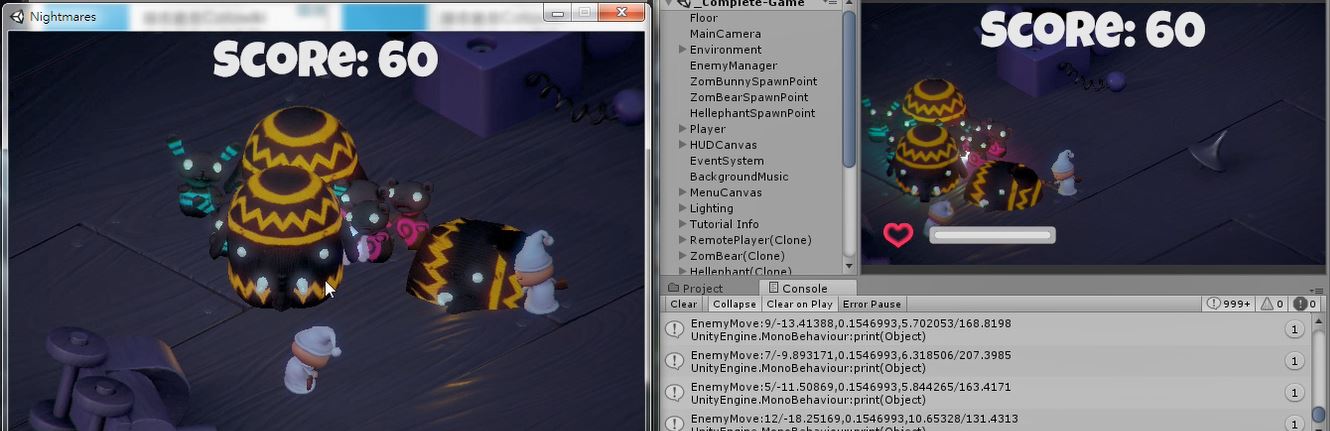 Nightmares
SCORE: 60
_Complete-Game
Floor
MainCamera
Environment
EnemyManager
ZomBunnySpawnPoint
ZomBearSpawnPoint
HellephantSpawnPoint
Player
HUDCanvas
EventSystem
BackgroundMusic
MenuCanvas
Lighting
Tutorial Info
RemotePlayer(Clone)
ZomBear(Clone)
Hellephant(Clone)
SCORE: 60
Project
Console
Clear
Collapse
Clear on Play
Error Pause
999+
0
0
EnemyMove:9/-13.41388,0.1546993,5.702053/168.8198
UnityEngine.MonoBehaviour:print(Object)
1
EnemyMove:7/-9.893171,0.1546993,6.318506/207.3985
UnityEngine.MonoBehaviour:print(Object)
1
EnemyMove:5/-11.50869,0.1546993,5.844265/163.4171
UnityEngine.MonoBehaviour:print(Object)
1
EnemyMove:12/-18.25169,0.1546993,10.65328/131.4313
UnityEngine.MonoBehaviour:print(Object)
1